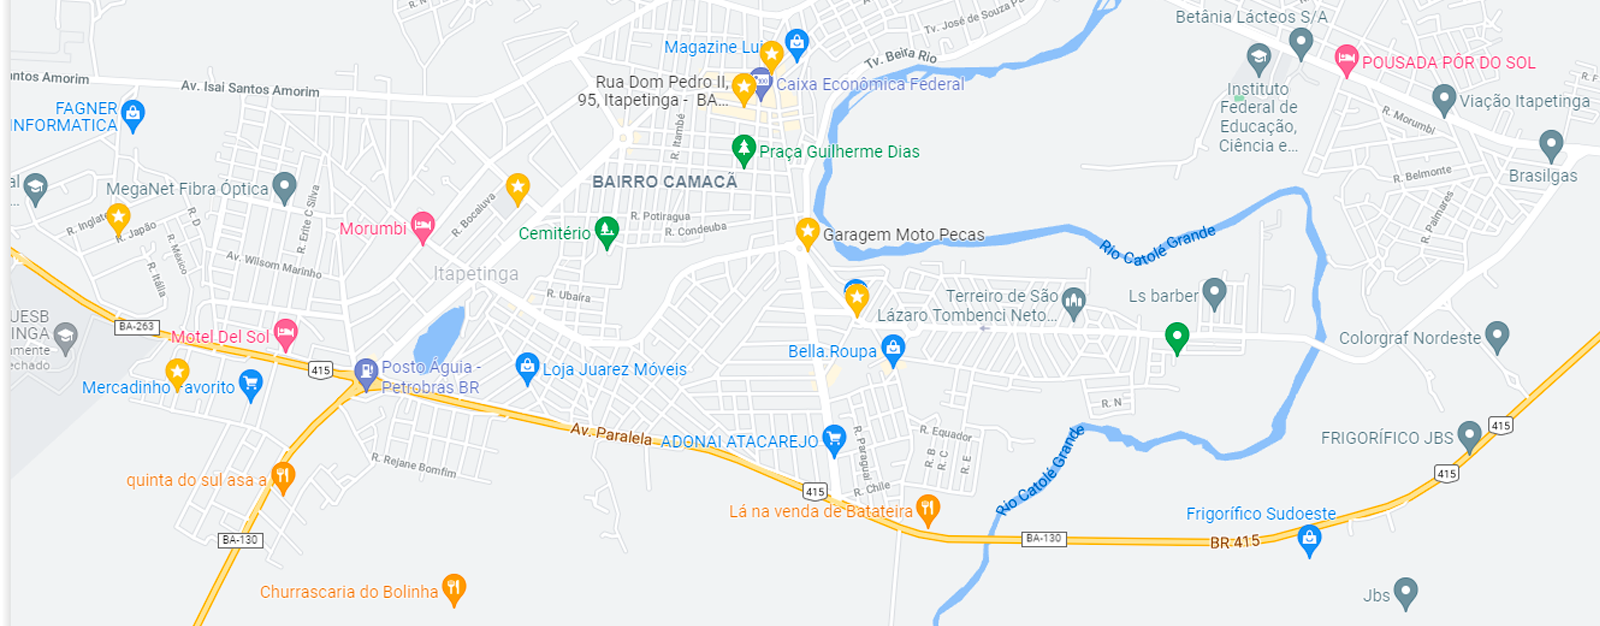 Betânia Lácteos S/A
Tv. José de Souza
Magazine Lui
Tv. Beira Rio
POUSADA PÔR DO SOL
antos Amorim
Av. Isai Santos Amorim
Rua Dom Pedro II,
95, Itapetinga - BA...
Caixa Econômica Federal
Instituto
Federal de
Educação,
Ciência e...
Viação Itapetinga
R. Morumbi
R. F
FAGNER
INFORMATICA
R. Itambé
Praça Guilherme Dias
Brasilgas
R. Belmonte
BAIRRO CAMACÃ
al
...
MegaNet Fibra Óptica
R. Erite C Silva
R. Bocaiuva
R. Potiragua
R. Condeuba
R. Palmares
R. Inglate
R. Japão
R. D
R. México
R. Itália
Morumbi
Cemitério
Garagem Moto Pecas
Rio Catolé Grande
Av. Wilsom Marinho
Itapetinga
R. Ubaíra
Terreiro de São
Lázaro Tombenci Neto...
Ls barber
UESB
INGA
amente
echado
BA-263
Motel Del Sol
Colorgraf Nordeste
Bella.Roupa
415
Posto Águia -
Petrobras BR
Loja Juarez Móveis
Mercadinho Favorito
R. N
Av. Paralela
ADONAI ATACAREJO
R. Paraguai
R. Equador
R. B
R. C
R. E
Rio Catolé Grande
415
FRIGORÍFICO JBS
R. Rejane Bomfim
415
quinta do sul asa a
415
R. Chile
Lá na venda de Batateira
Frigorífico Sudoeste
BA-130
BA-130
BR 415
Churrascaria do Bolinha
Jbs